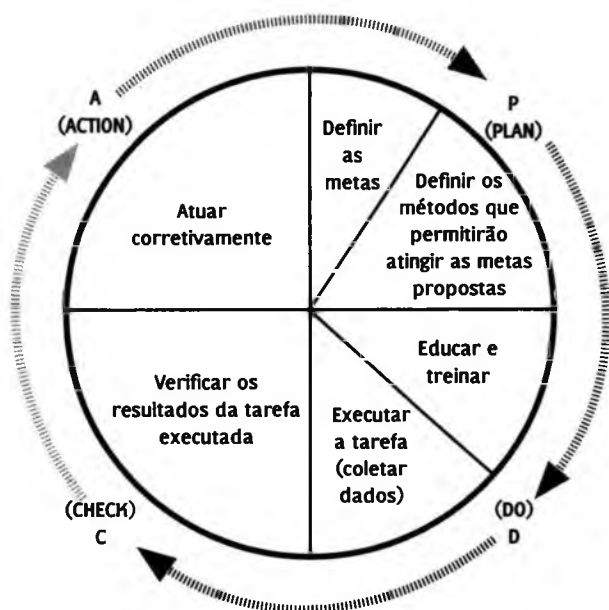 A
(ACTION)
P
(PLAN)
Definir
as
metas
Definir os
métodos que
permitirão
atingir as metas
propostas
Atuar
corretivamente
Educar e
treinar
Verificar os
resultados da tarefa
executada
Executar
a tarefa
(coletar
dados)
(CHECK)
C
(DO)
D